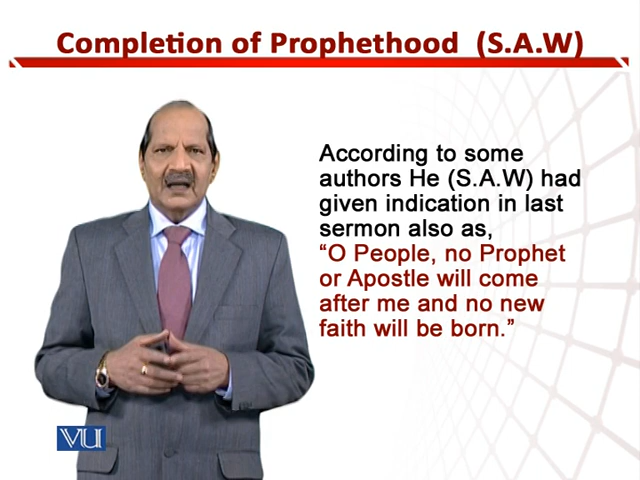 Completion of Prophethood (S.A.W)
According to some
authors He (S.A.W) had
given indication in last
sermon also as,
“O People, no Prophet
or Apostle will come
after me and no new
faith will be born.”
VU